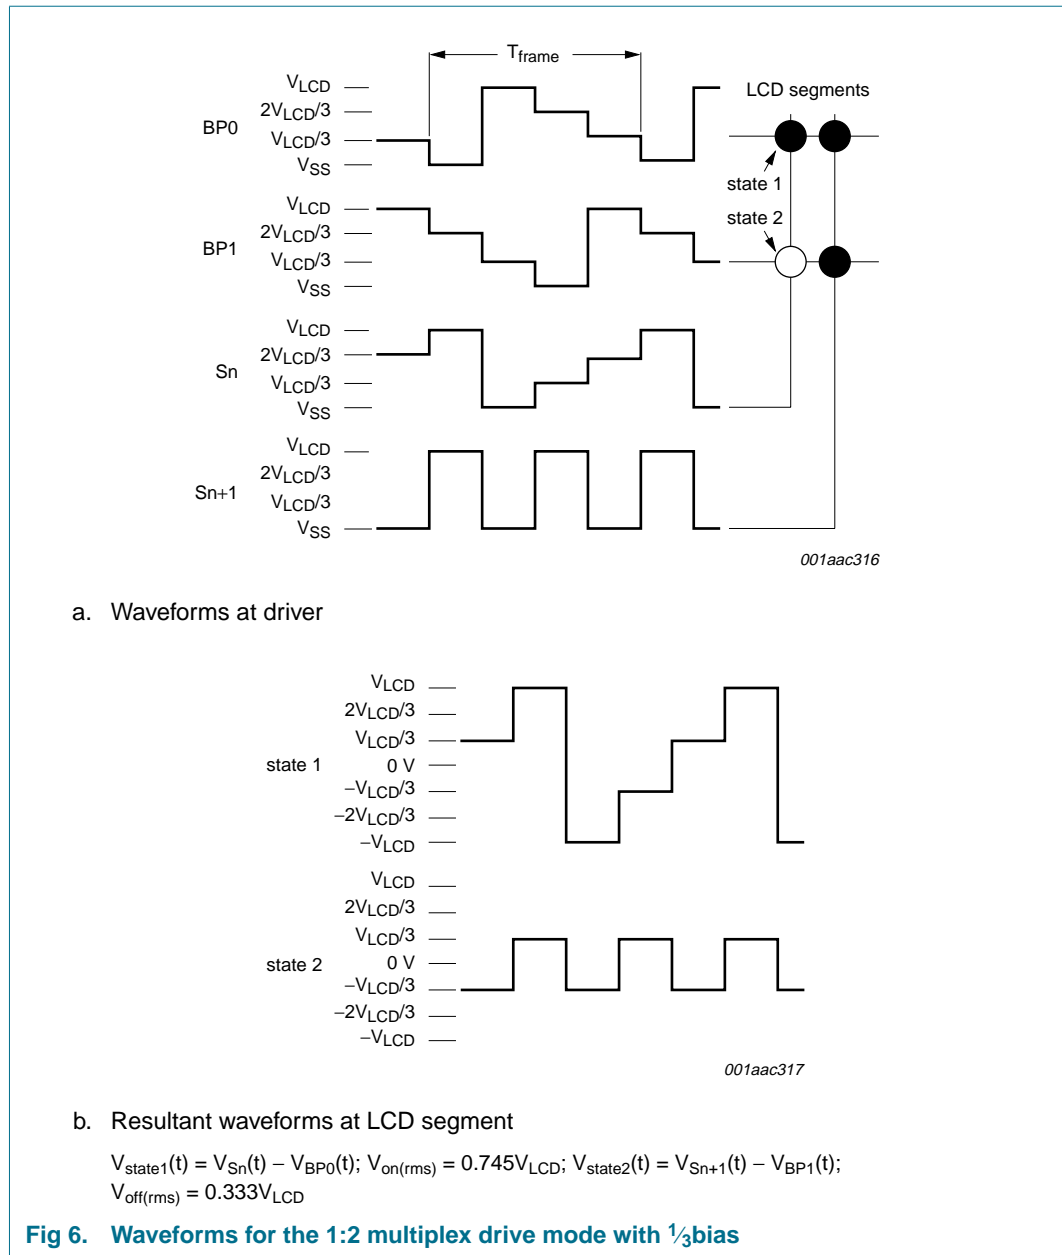 Tframe
VLCD
2VLCD/3
BP0
VLCD/3
VSS
LCD segments
state 1
VLCD
2VLCD/3
BP1
VLCD/3
VSS
state 2
VLCD
2VLCD/3
Sn
VLCD/3
VSS
VLCD
2VLCD/3
Sn+1
VLCD/3
VSS
001aac316
a. Waveforms at driver
VLCD
2VLCD/3
VLCD/3
state 1
0 V
−VLCD/3
−2VLCD/3
−VLCD
VLCD
2VLCD/3
VLCD/3
state 2
0 V
−VLCD/3
−2VLCD/3
−VLCD
001aac317
b. Resultant waveforms at LCD segment
Vstate1(t) = VSn(t) − VBP0(t); Von(rms) = 0.745VLCD; Vstate2(t) = VSn+1(t) − VBP1(t);
Voff(rms) = 0.333VLCD
Fig 6. Waveforms for the 1:2 multiplex drive mode with 1⁄3bias